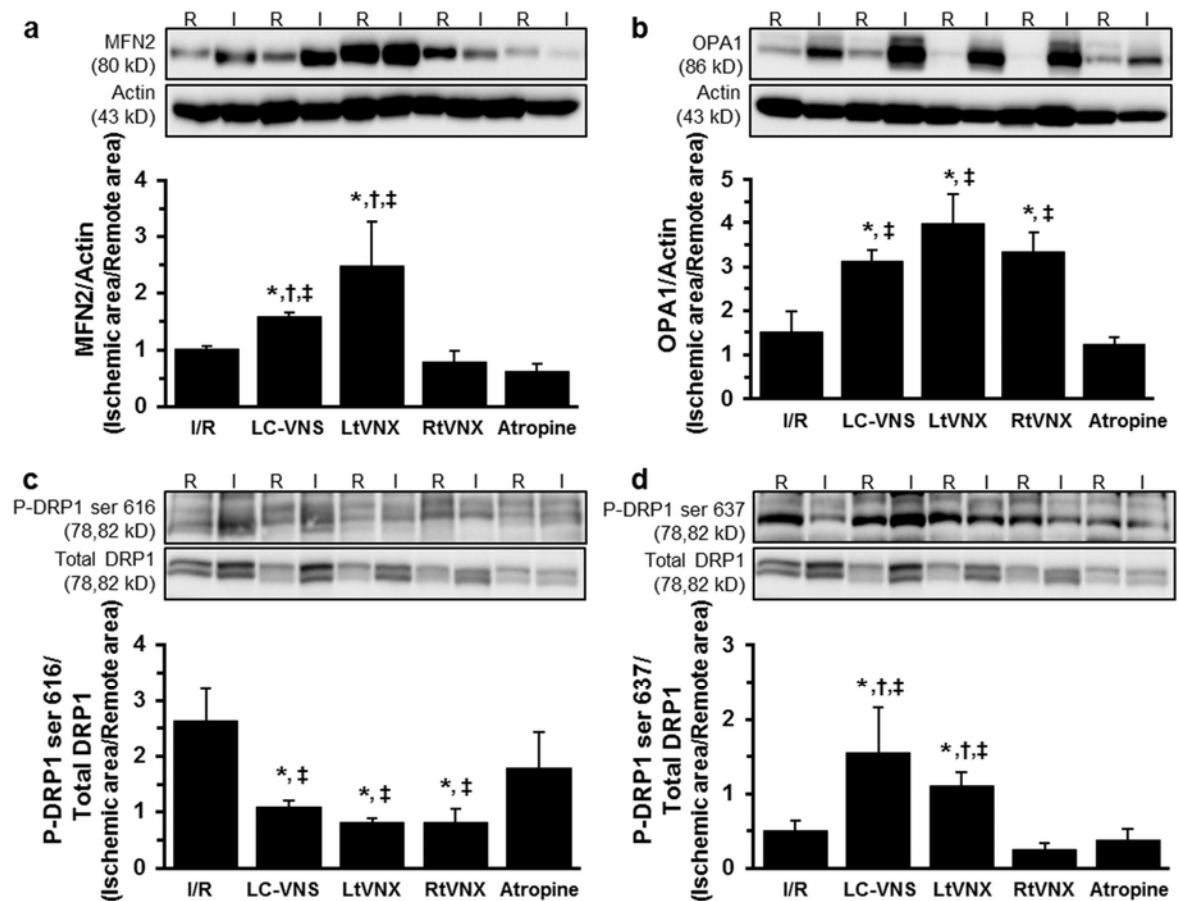 a
R I R I R I R I R I
MFN2
(80 kD)
Actin
(43 kD)
MFN2/Actin
(Ischemic area/Remote area)
4
3
2
1
0
*,†,‡
*,†,‡
I/R LC-VNS LtVNX RtVNX Atropine
b
R I R I R I R I R I
OPA1
(86 kD)
Actin
(43 kD)
OPA1/Actin
(Ischemic area/Remote area)
5
4
3
2
1
0
*,‡
*,‡
*,‡
I/R LC-VNS LtVNX RtVNX Atropine
c
R I R I R I R I R I
P-DRP1 ser 616
(78,82 kD)
Total DRP1
(78,82 kD)
P-DRP1 ser 616/
Total DRP1
(Ischemic area/Remote area)
4
3
2
1
0
*,‡
*,‡
*,‡
I/R LC-VNS LtVNX RtVNX Atropine
d
R I R I R I R I R I
P-DRP1 ser 637
(78,82 kD)
Total DRP1
(78,82 kD)
P-DRP1 ser 637/
Total DRP1
(Ischemic area/Remote area)
3
2
1
0
*,†,‡
*,†,‡
I/R LC-VNS LtVNX RtVNX Atropine